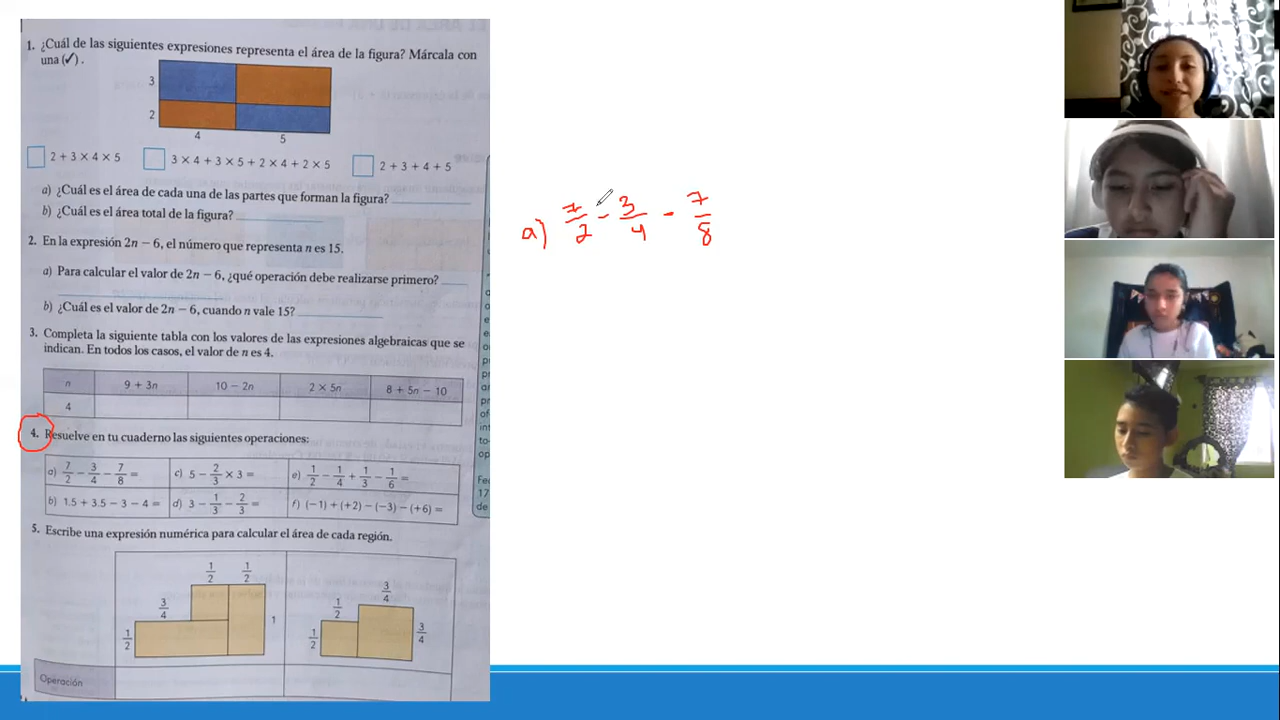 1. ¿Cuál de las siguientes expresiones representa el área de la figura? Márcala con
una (✓).
3
2
4 5
2 + 3 × 4 × 5
3 × 4 + 3 × 5 + 2 × 4 + 2 × 5
2 + 3 + 4 + 5
a) ¿Cuál es el área de cada una de las partes que forman la figura?
b) ¿Cuál es el área total de la figura?
2. En la expresión 2n − 6, el número que representa n es 15.
a) Para calcular el valor de 2n − 6, ¿qué operación debe realizarse primero?
b) ¿Cuál es el valor de 2n − 6, cuando n vale 15?
3. Completa la siguiente tabla con los valores de las expresiones algebraicas que se
indican. En todos los casos, el valor de n es 4.
n 9 + 3n 10 − 2n 2 × 5n 8 + 5n − 10
4
4. Resuelve en tu cuaderno las siguientes operaciones:
a) 7/2 − 3/4 − 7/8 =
c) 5 − 2/3 × 3 =
e) 1/2 − 1/4 + 1/3 − 1/6 =
b) 1.5 + 3.5 − 3 − 4 =
d) 3 − 1/3 − 2/3 =
f) (−1) + (+2) − (−3) − (+6) =
5. Escribe una expresión numérica para calcular el área de cada región.
1/2 1/2
3/4
1/2
1
3/4
1/2
1/2
3/4
Operación
a) 7/2 − 3/4 − 7/8